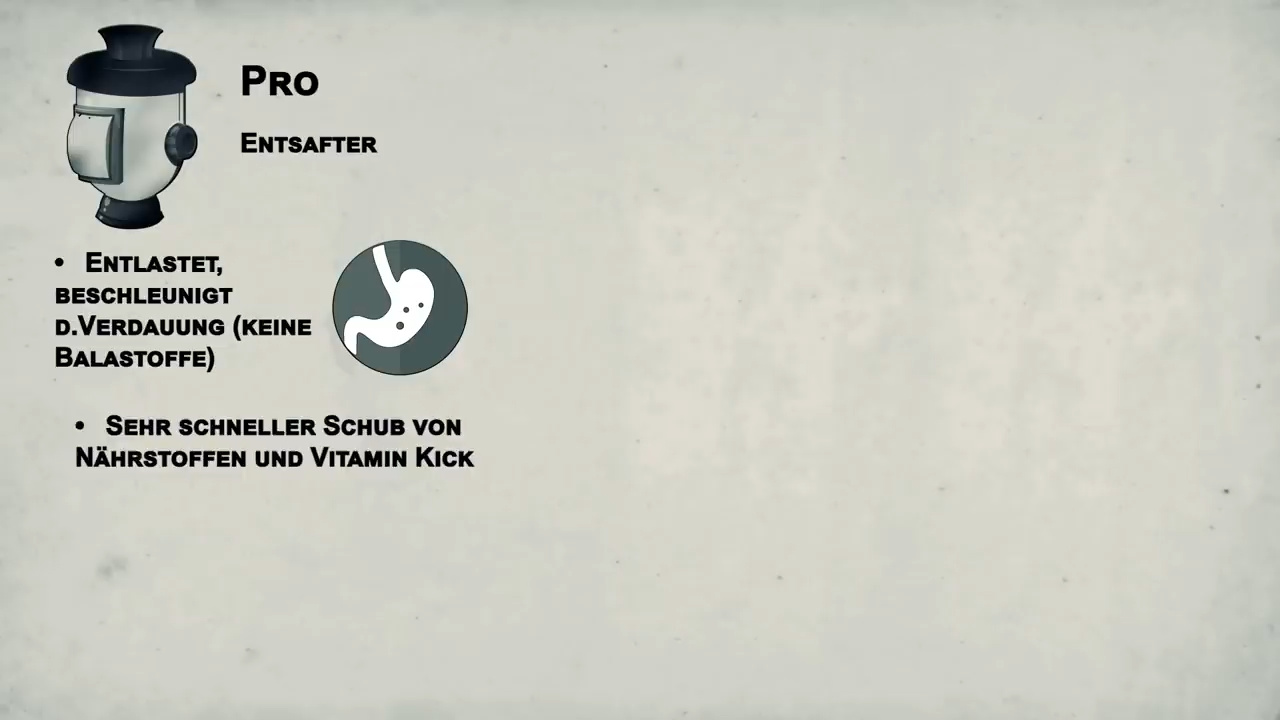 Pro
Entsafter
• Entlastet,
beschleunigt
d.Verdauung (keine
Balastoffe)
• Sehr schneller Schub von
Nährstoffen und Vitamin Kick